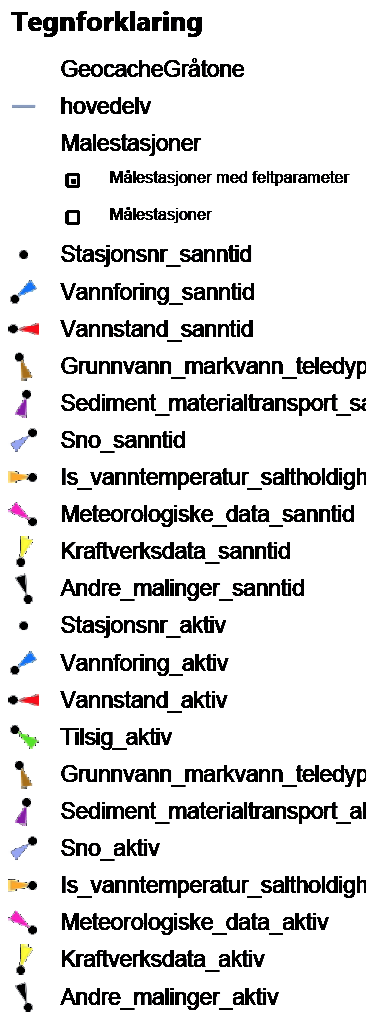 Tegnforklaring
GeocacheGråtone
hovedelv
Malestasjoner
Målestasjoner med feltparameter
Målestasjoner
Stasjonsnr_sanntid
Vannforing_sanntid
Vannstand_sanntid
Grunnvann_markvann_teledyp
Sediment_materialtransport_sa
Sno_sanntid
Is_vanntemperatur_saltholdigh
Meteorologiske_data_sanntid
Kraftverksdata_sanntid
Andre_malinger_sanntid
Stasjonsnr_aktiv
Vannforing_aktiv
Vannstand_aktiv
Tilsig_aktiv
Grunnvann_markvann_teledyp
Sediment_materialtransport_al
Sno_aktiv
Is_vanntemperatur_saltholdigh
Meteorologiske_data_aktiv
Kraftverksdata_aktiv
Andre_malinger_aktiv